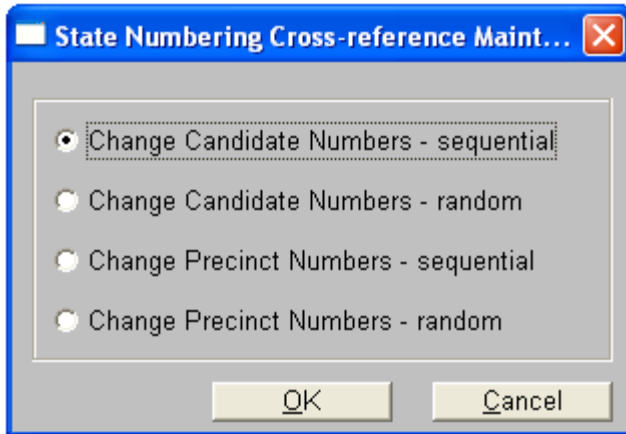 State Numbering Cross-reference Maint...
Change Candidate Numbers - sequential
Change Candidate Numbers - random
Change Precinct Numbers - sequential
Change Precinct Numbers - random
OK Cancel